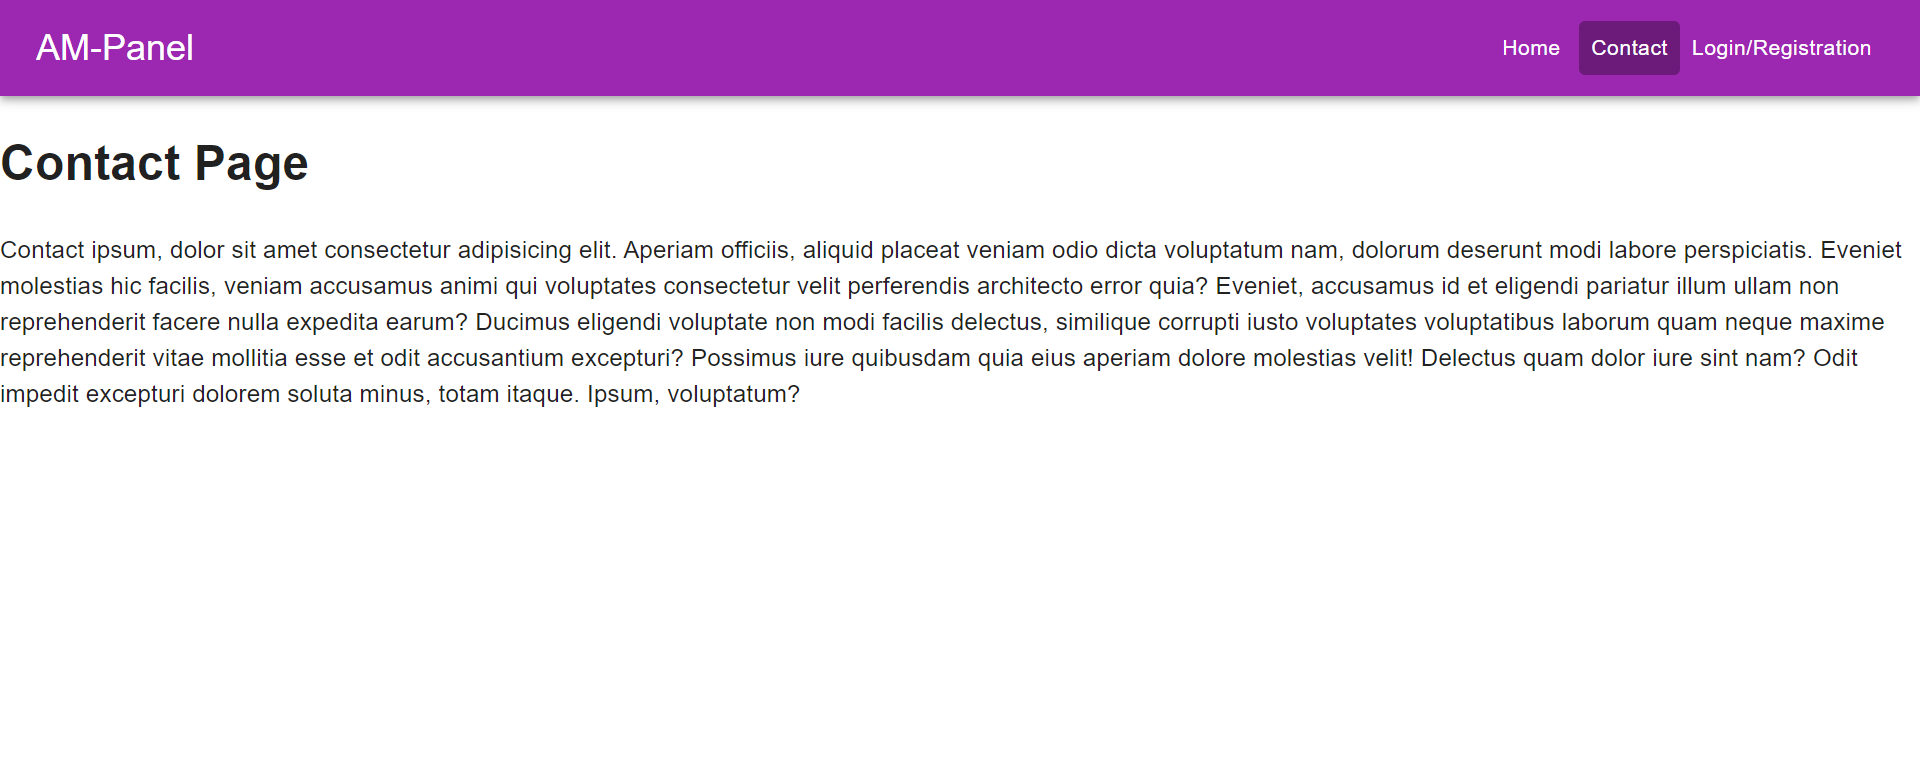 AM-Panel
Home Contact Login/Registration
Contact Page
Contact ipsum, dolor sit amet consectetur adipisicing elit. Aperiam officiis, aliquid placeat veniam odio dicta voluptatum nam, dolorum deserunt modi labore perspiciatis. Eveniet
molestias hic facilis, veniam accusamus animi qui voluptates consectetur velit perferendis architecto error quia? Eveniet, accusamus id et eligendi pariatur illum ullam non
reprehenderit facere nulla expedita earum? Ducimus eligendi voluptate non modi facilis delectus, similique corrupti iusto voluptates voluptatibus laborum quam neque maxime
reprehenderit vitae mollitia esse et odit accusantium excepturi? Possimus iure quibusdam quia eius aperiam dolore molestias velit! Delectus quam dolor iure sint nam? Odit
impedit excepturi dolorem soluta minus, totam itaque. Ipsum, voluptatum?